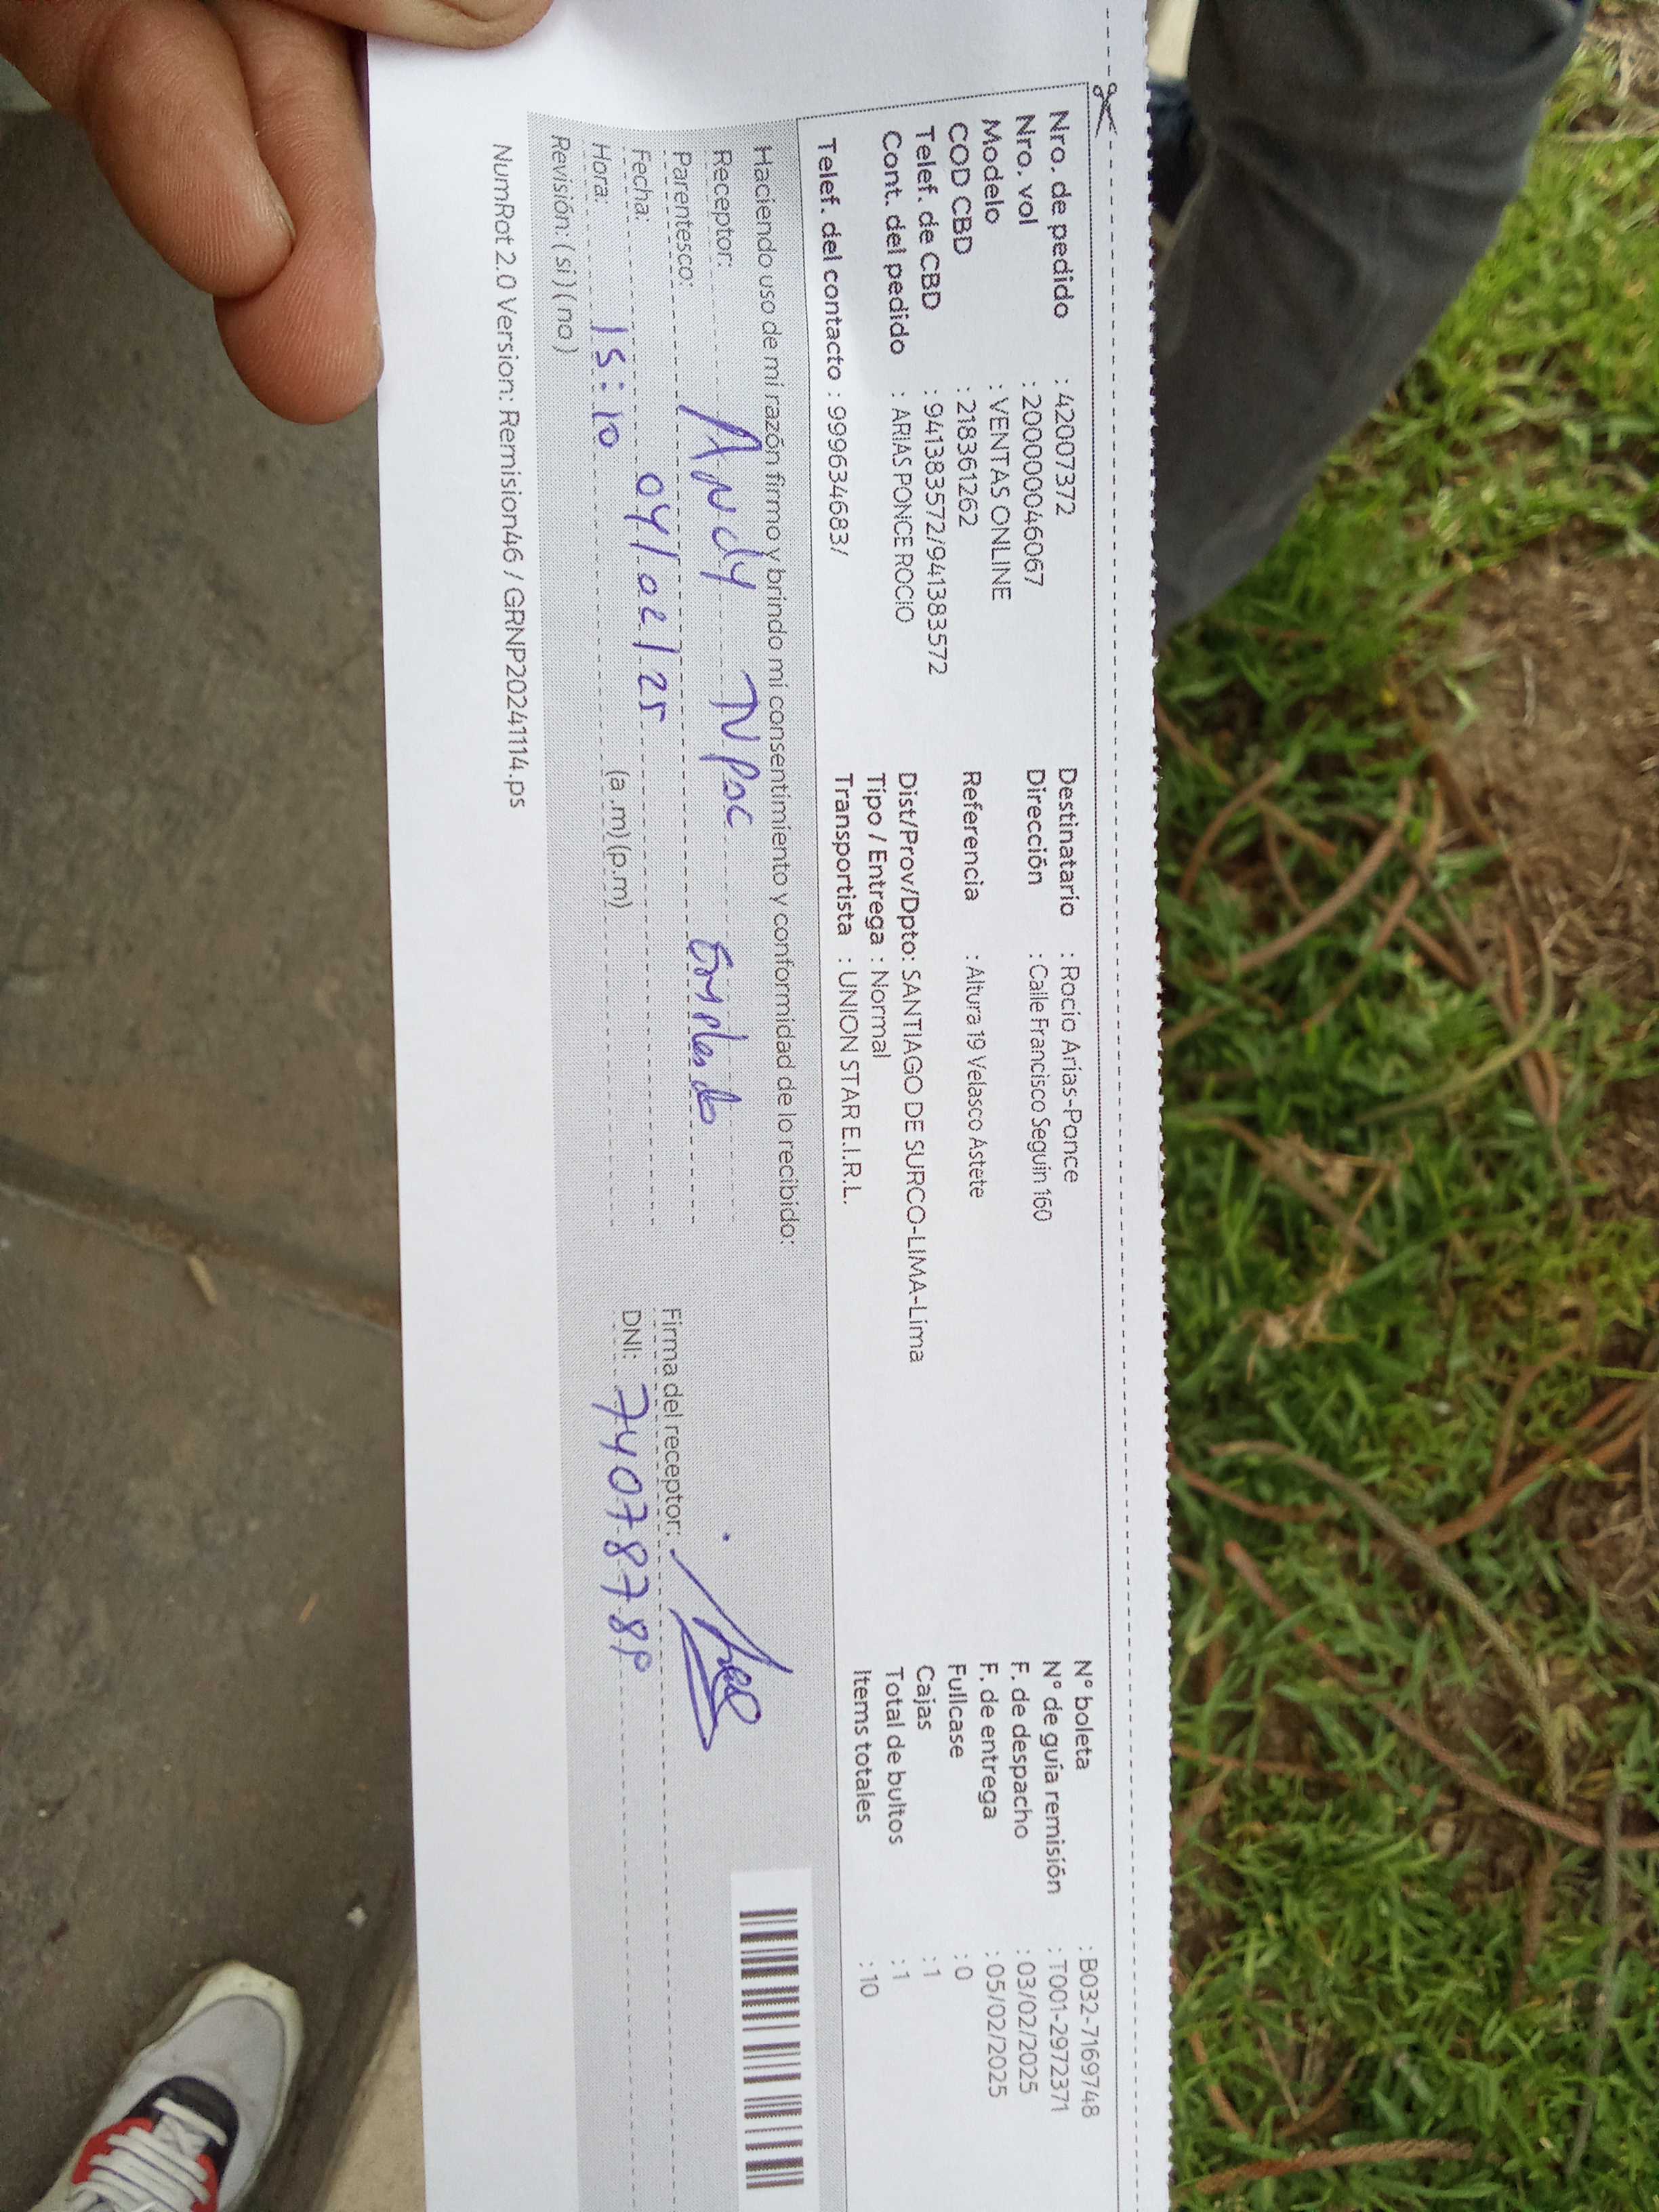 Nro. de pedido : 42007372
Nro. vol : 2000000046067
Modelo : VENTAS ONLINE
COD CBD : 218361262
Telef. de CBD : 941383572/941383572
Cont. del pedido : ARIAS PONCE ROCIO
Telef. del contacto : 999634683/
Destinatario : Rocio Arias-Ponce
Dirección : Calle Francisco Seguin 160
Referencia : Altura 19 Velasco Astete
Dist/Prov/Dpto: SANTIAGO DE SURCO-LIMA-Lima
Tipo / Entrega : Normal
Transportista : UNION STAR E.I.R.L.
N° boleta : B032-7169748
N° de guía remisión : T001-2972371
F. de despacho : 03/02/2025
F. de entrega : 05/02/2025
Fullcase : 0
Cajas : 1
Total de bultos : 1
Items totales : 10
Haciendo uso de mi razón firmo y brindo mi consentimiento y conformidad de lo recibido:
Receptor: Andy
Parentesco: Empleado
Fecha: 04/02/25
Hora: 15:10 (a.m) (p.m)
Revisión: ( si ) ( no )
Firma del receptor:
DNI:
NumRot 2.0 Version: Remision46 / GRNP20241114.ps